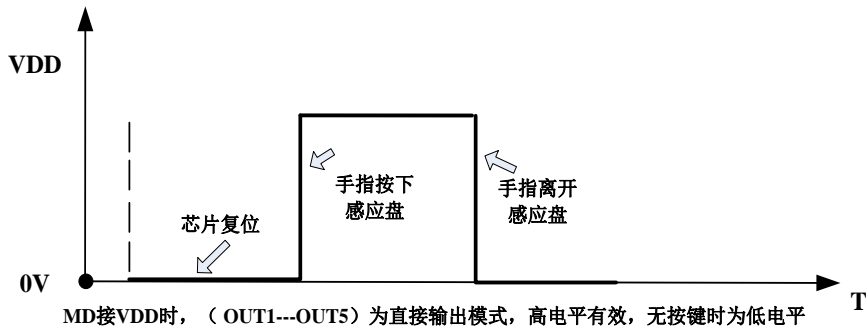 VDD
手指按下
感应盘
手指离开
感应盘
芯片复位
0V
T
MD接VDD时，（ OUT1---OUT5）为直接输出模式，高电平有效，无按键时为低电平